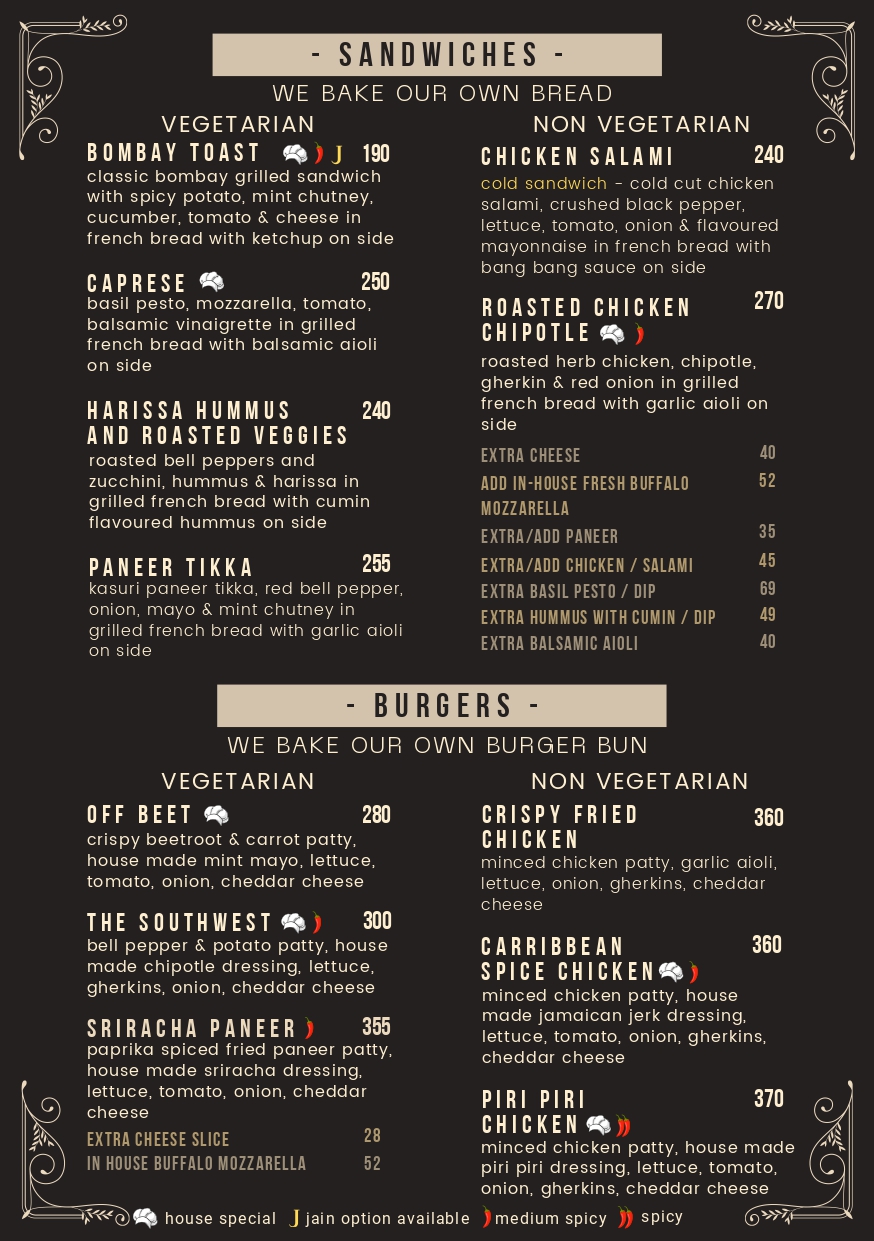 - SANDWICHES -
WE BAKE OUR OWN BREAD
VEGETARIAN
BOMBAY TOAST J 190
classic bombay grilled sandwich
with spicy potato, mint chutney,
cucumber, tomato & cheese in
french bread with ketchup on side
CAPRESE 250
basil pesto, mozzarella, tomato,
balsamic vinaigrette in grilled
french bread with balsamic aioli
on side
HARISSA HUMMUS 240
AND ROASTED VEGGIES
roasted bell peppers and
zucchini, hummus & harissa in
grilled french bread with cumin
flavoured hummus on side
PANEER TIKKA 255
kasuri paneer tikka, red bell pepper,
onion, mayo & mint chutney in
grilled french bread with garlic aioli
on side
NON VEGETARIAN
CHICKEN SALAMI 240
cold sandwich - cold cut chicken
salami, crushed black pepper,
lettuce, tomato, onion & flavoured
mayonnaise in french bread with
bang bang sauce on side
ROASTED CHICKEN 270
CHIPOTLE
roasted herb chicken, chipotle,
gherkin & red onion in grilled
french bread with garlic aioli on
side
EXTRA CHEESE 40
ADD IN-HOUSE FRESH BUFFALO 52
MOZZARELLA
EXTRA/ADD PANEER 35
EXTRA/ADD CHICKEN / SALAMI 45
EXTRA BASIL PESTO / DIP 69
EXTRA HUMMUS WITH CUMIN / DIP 49
EXTRA BALSAMIC AIOLI 40
- BURGERS -
WE BAKE OUR OWN BURGER BUN
VEGETARIAN
OFF BEET 280
crispy beetroot & carrot patty,
house made mint mayo, lettuce,
tomato, onion, cheddar cheese
THE SOUTHWEST 300
bell pepper & potato patty, house
made chipotle dressing, lettuce,
gherkins, onion, cheddar cheese
SRIRACHA PANEER 355
paprika spiced fried paneer patty,
house made sriracha dressing,
lettuce, tomato, onion, cheddar
cheese
EXTRA CHEESE SLICE 28
IN HOUSE BUFFALO MOZZARELLA 52
NON VEGETARIAN
CRISPY FRIED 360
CHICKEN
minced chicken patty, garlic aioli,
lettuce, onion, gherkins, cheddar
cheese
CARRIBBEAN 360
SPICE CHICKEN
minced chicken patty, house
made jamaican jerk dressing,
lettuce, tomato, onion, gherkins,
cheddar cheese
PIRI PIRI 370
CHICKEN
minced chicken patty, house made
piri piri dressing, lettuce, tomato,
onion, gherkins, cheddar cheese
house special J jain option available medium spicy spicy